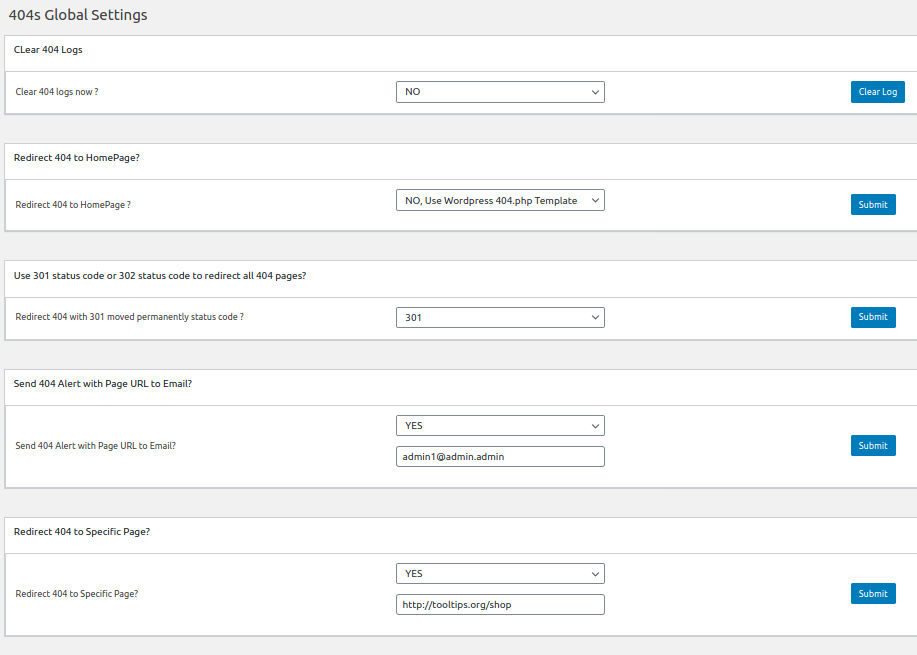 404s Global Settings
CLear 404 Logs
Clear 404 logs now ?
NO
Clear Log
Redirect 404 to HomePage?
Redirect 404 to HomePage ?
NO, Use Wordpress 404.php Template
Submit
Use 301 status code or 302 status code to redirect all 404 pages?
Redirect 404 with 301 moved permanently status code ?
301
Submit
Send 404 Alert with Page URL to Email?
YES
Send 404 Alert with Page URL to Email?
Submit
admin1@admin.admin
Redirect 404 to Specific Page?
YES
Redirect 404 to Specific Page?
Submit
http://tooltips.org/shop